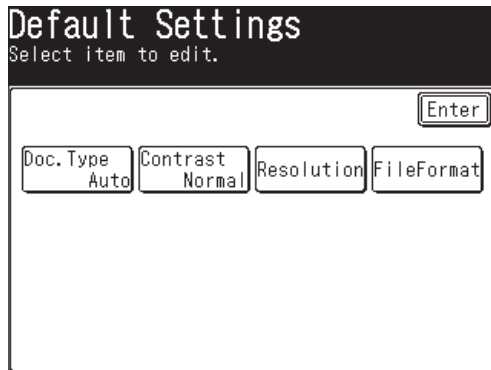 Default Settings
Select item to edit.
Enter
Doc.Type
Auto
Contrast
Normal
Resolution
FileFormat